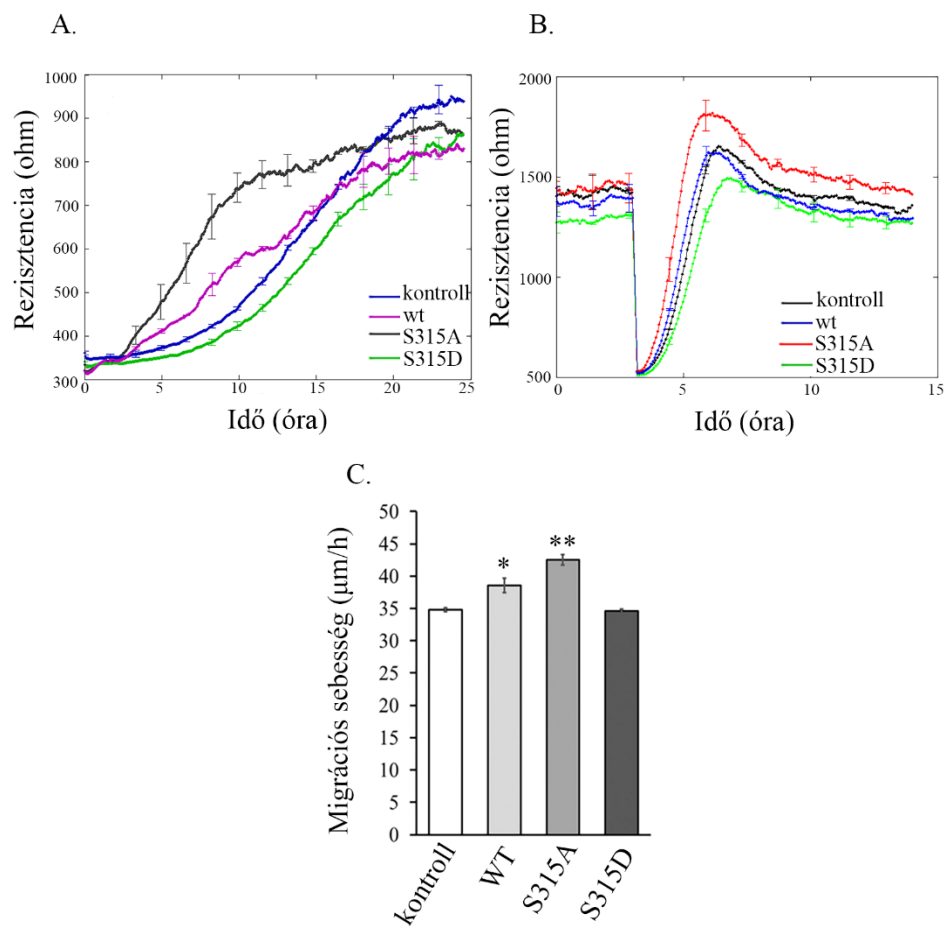 A.
Rezisztencia (ohm)
1000
900
800
700
600
500
400
300
0 5 10 15 20 25
Idő (óra)
kontroll
wt
S315A
S315D
B.
Rezisztencia (ohm)
2000
1500
1000
500
0 5 10 15
Idő (óra)
kontroll
wt
S315A
S315D
C.
Migrációs sebesség (µm/h)
50
45
40
35
30
25
20
15
10
5
0
* **
kontroll WT S315A S315D